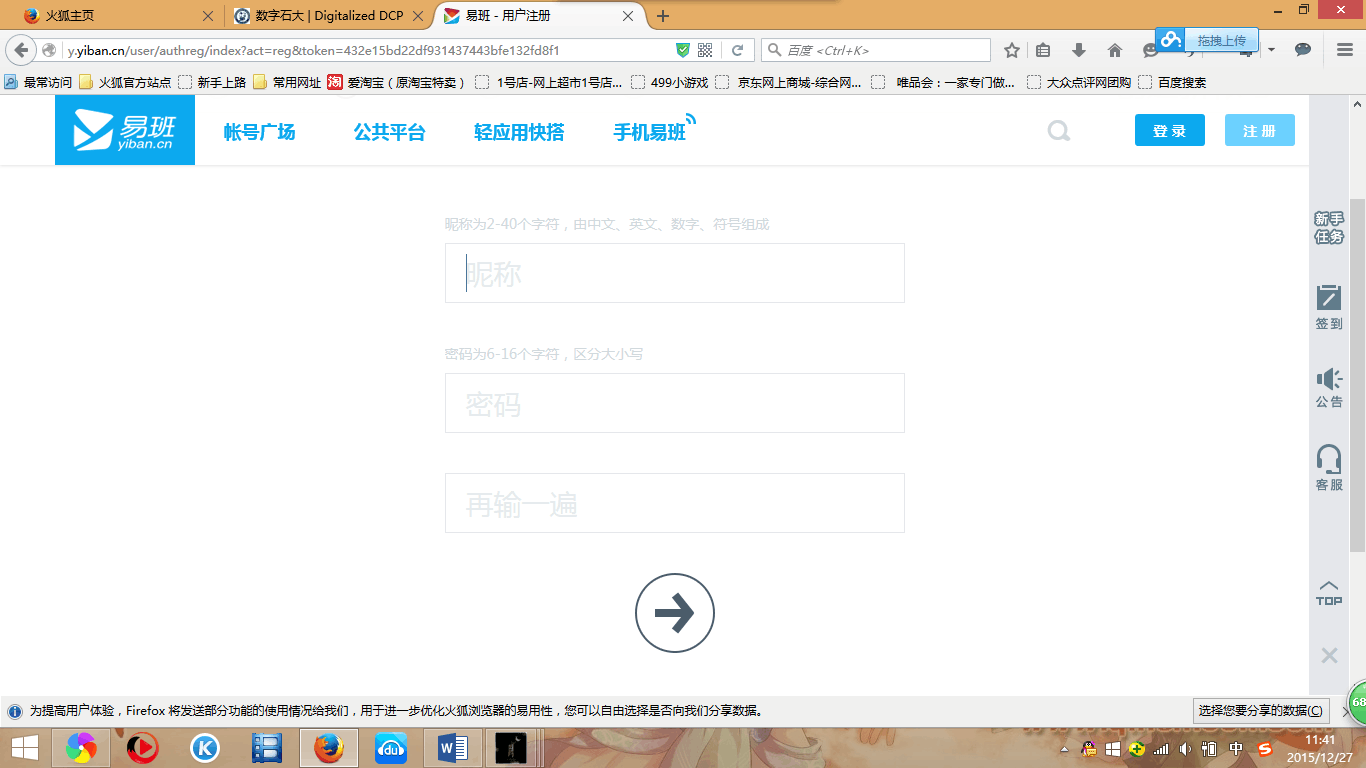 火狐主页
数字石大 | Digitalized DCP
易班 - 用户注册
y.yiban.cn/user/authreg/index?act=reg&token=432e15bd22df931437443bfe132fd8f1
百度 <Ctrl+K>
拖拽上传
最常访问 火狐官方站点 新手上路 常用网址 淘 爱淘宝（原淘宝特卖） 1号店-网上超市1号店... 499小游戏 京东网上商城-综合网... 唯品会：一家专门做... 大众点评网团购 百度搜索
易班
yiban.cn
帐号广场 公共平台 轻应用快搭 手机易班
登 录 注 册
昵称为2-40个字符，由中文、英文、数字、符号组成
昵称
密码为6-16个字符，区分大小写
密码
再输一遍
新手
任务
签到
公告
客服
TOP
68
为提高用户体验，Firefox 将发送部分功能的使用情况给我们，用于进一步优化火狐浏览器的易用性，您可以自由选择是否向我们分享数据。
选择您要分享的数据(C)
中
11:41
2015/12/27